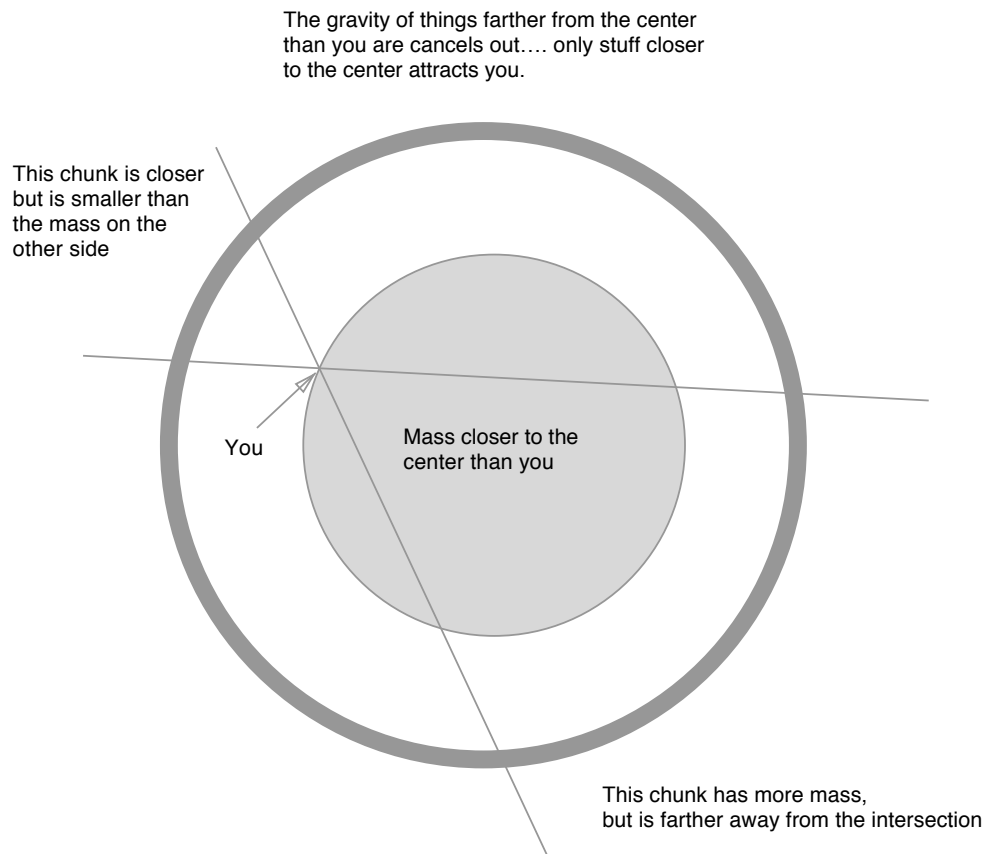 The gravity of things farther from the center
than you are cancels out.... only stuff closer
to the center attracts you.
This chunk is closer
but is smaller than
the mass on the
other side
You
Mass closer to the
center than you
This chunk has more mass,
but is farther away from the intersection